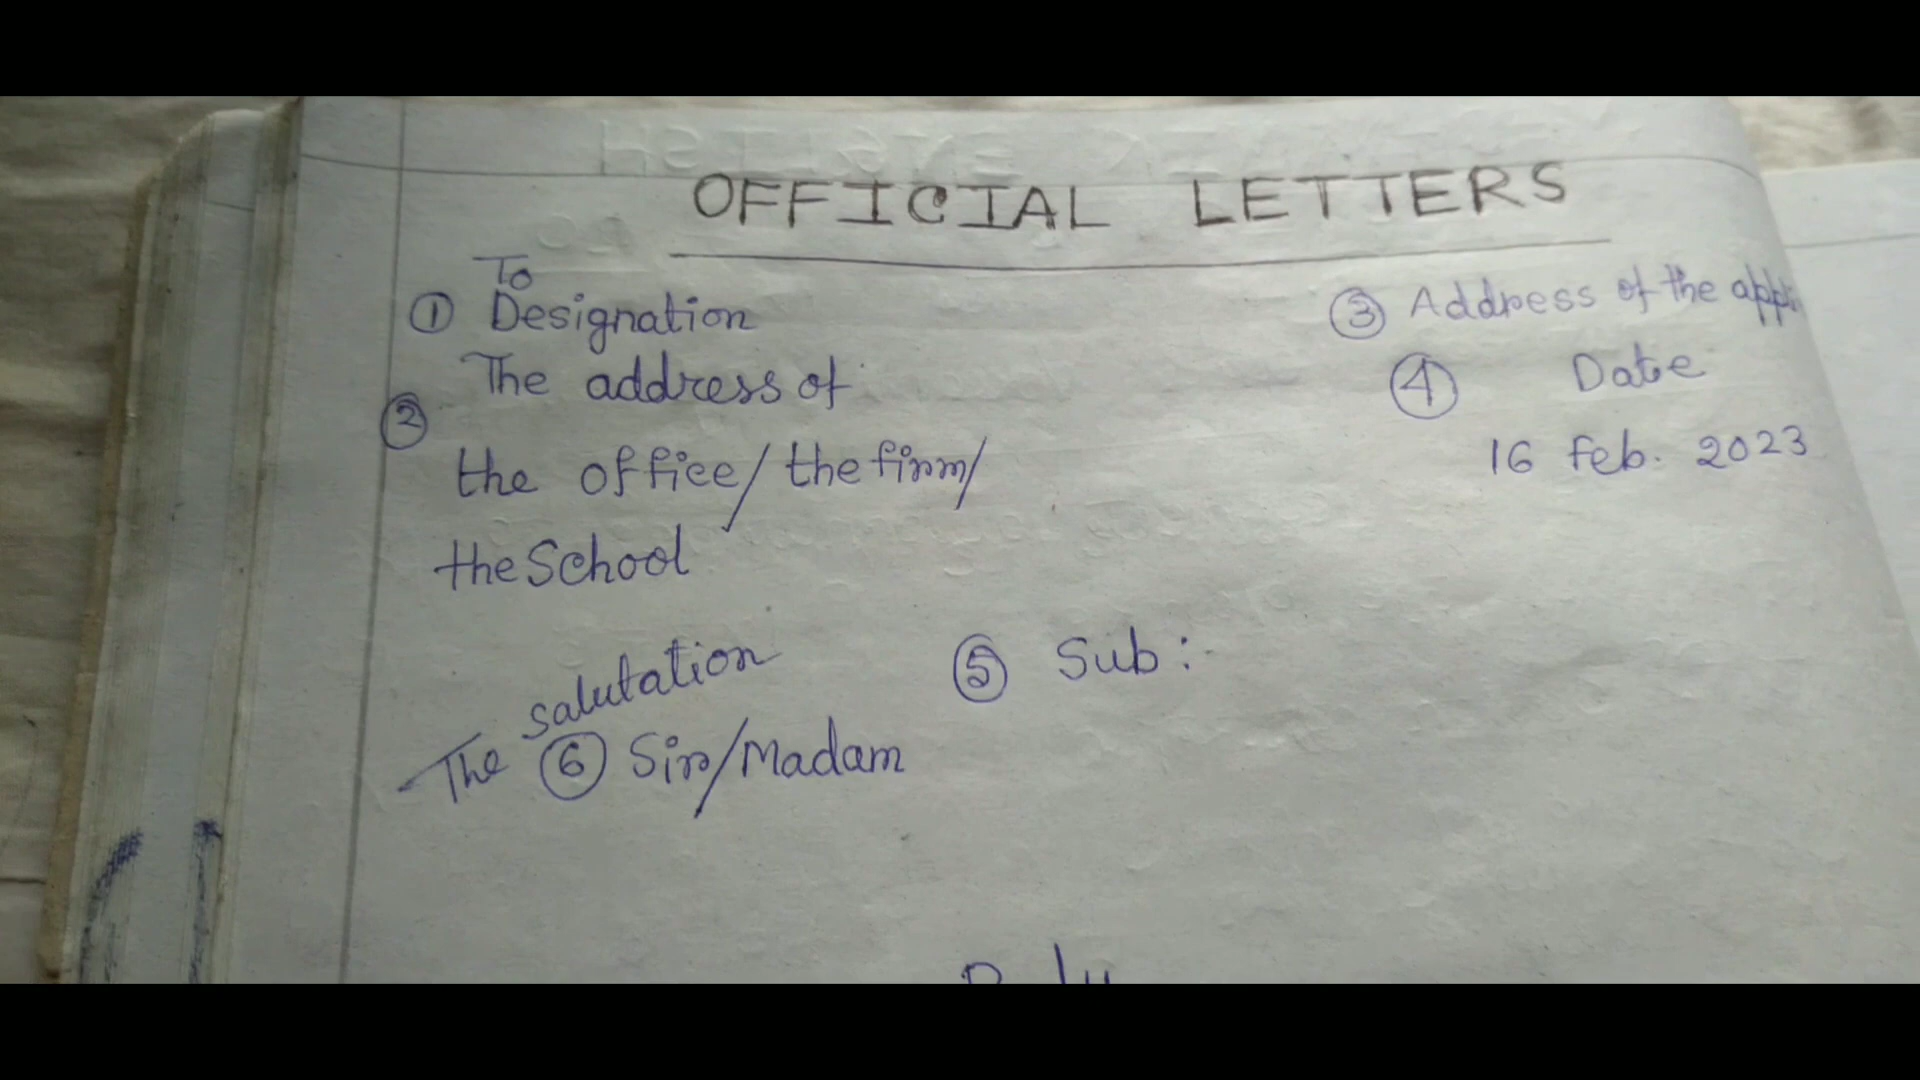 OFFICIAL LETTERS
To
① Designation
③ Address of the
The address of
④ Date
②
the office/ the firm/
16 Feb. 2023
the School
⑤ Sub :-
The salutation
⑥ Sir/Madam